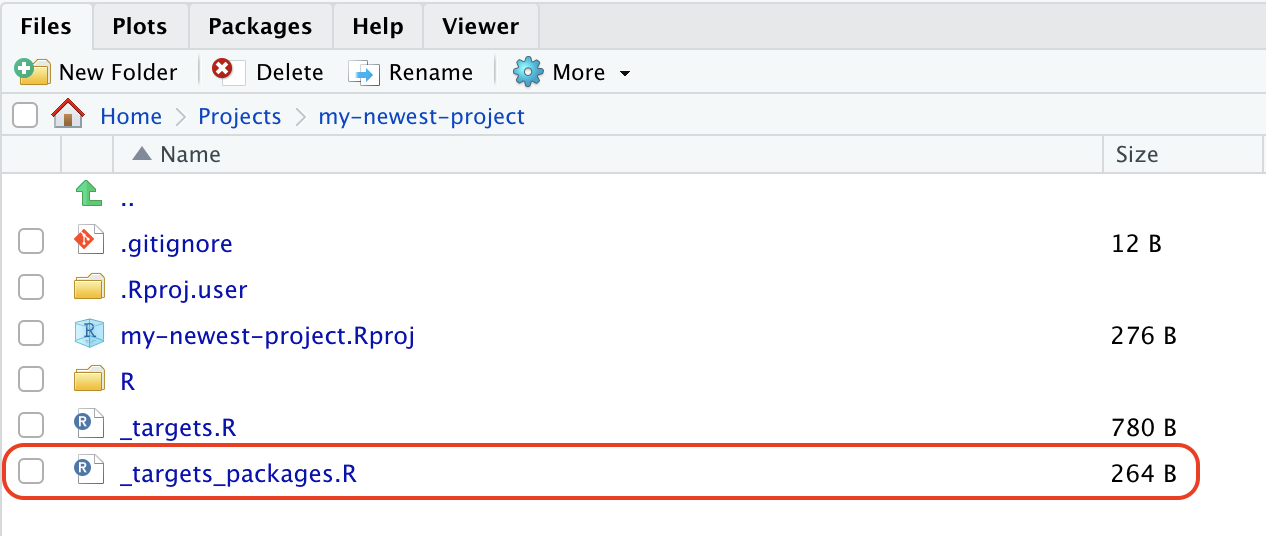 Files Plots Packages Help Viewer
New Folder Delete Rename More
Home Projects my-newest-project
Name Size
..
.gitignore 12 B
.Rproj.user
my-newest-project.Rproj 276 B
R
_targets.R 780 B
_targets_packages.R 264 B